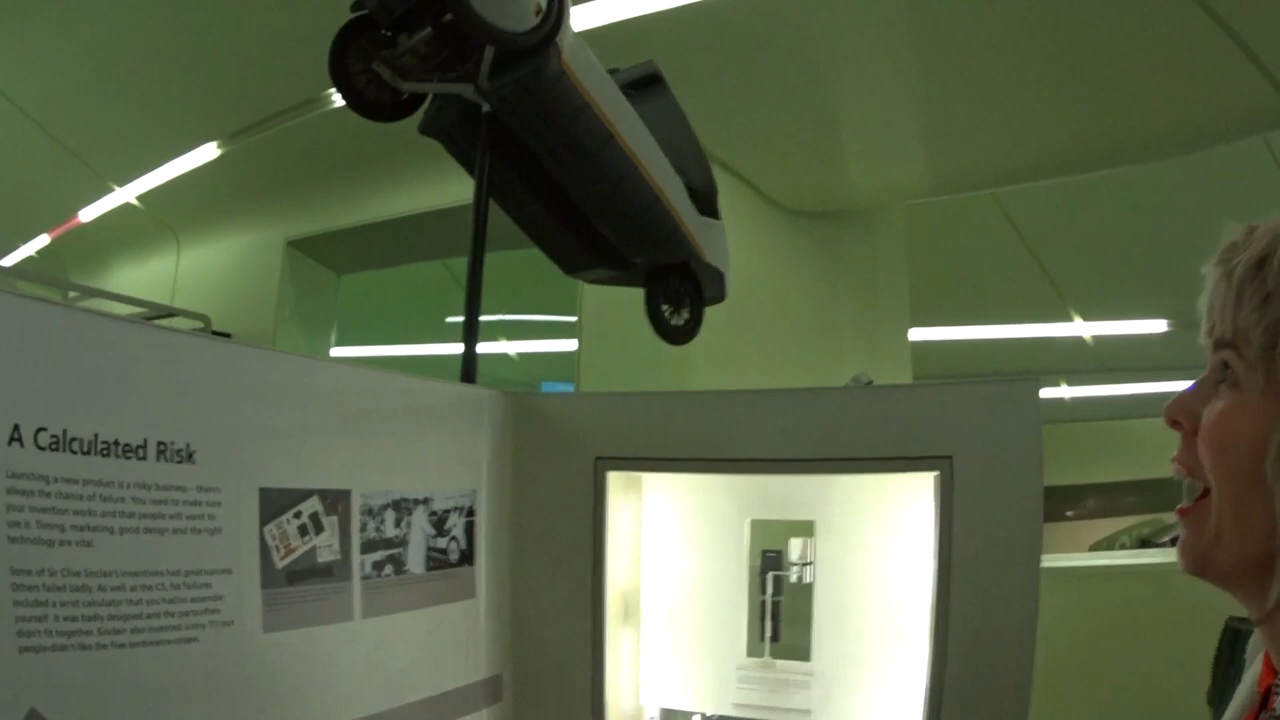 A Calculated Risk
Launching a new product is a risky business – there's
always the chance of failure. You need to make sure
your invention works and that people will want to
use it. Timing, marketing, good design and the right
technology are vital.
Some of Sir Clive Sinclair's inventions had great success.
Others failed badly. As well as the C5, his failures
included a wrist calculator that you had to assemble
yourself. It was badly designed and the parts often
didn't fit together. Sinclair also invented a tiny TV but
people didn't like the five centimetre screen.